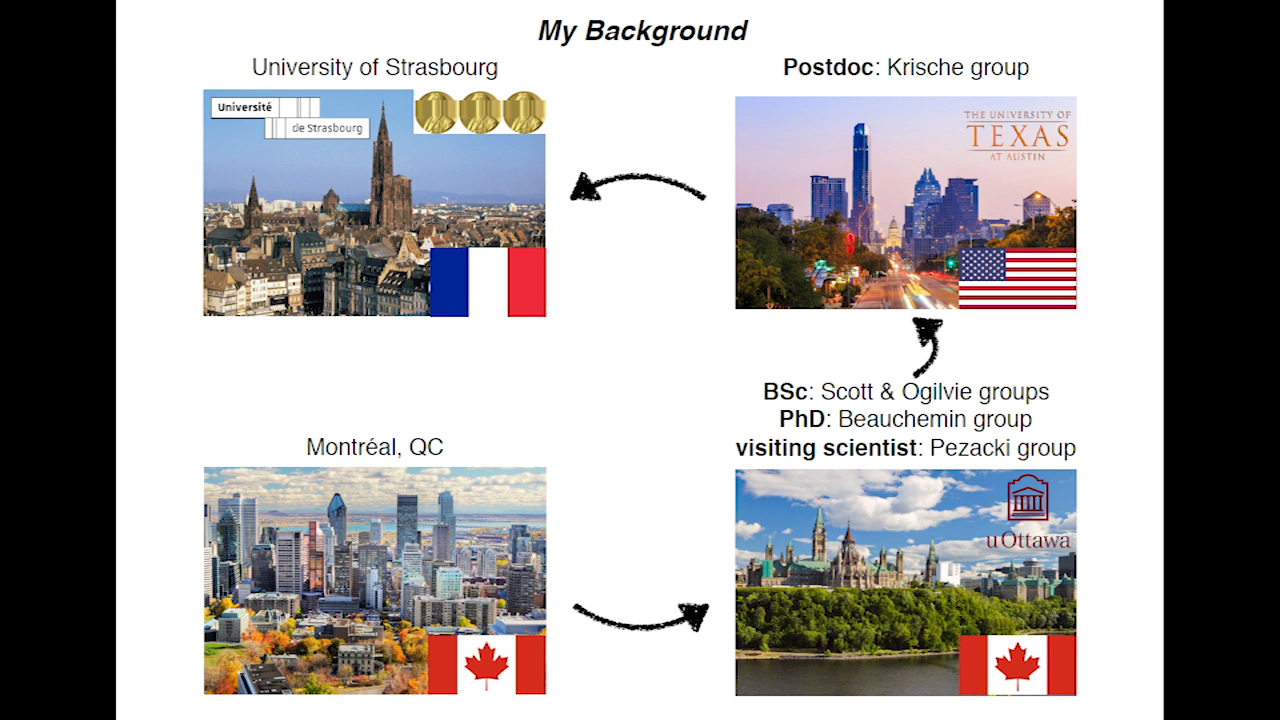 My Background
University of Strasbourg
Université
de Strasbourg
Postdoc: Krische group
THE UNIVERSITY OF
TEXAS
AT AUSTIN
Montréal, QC
BSc: Scott & Ogilvie groups
PhD: Beauchemin group
visiting scientist: Pezacki group
uOttawa